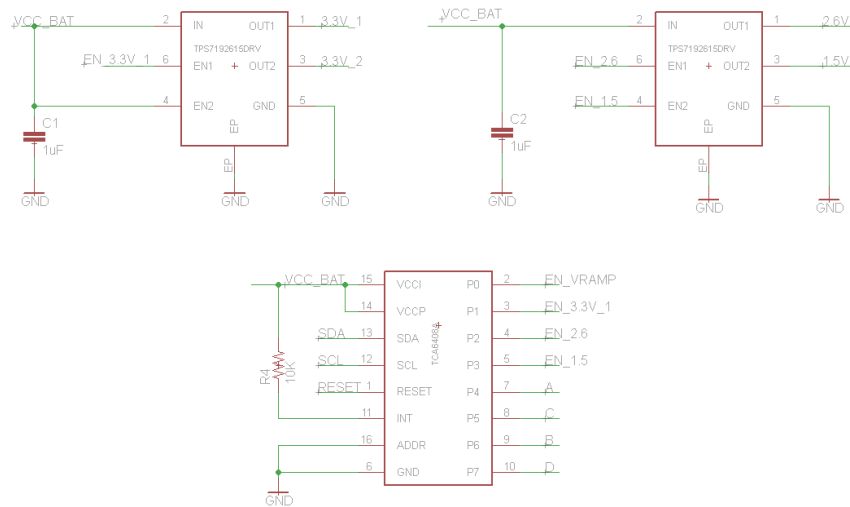 VCC_BAT 2 IN OUT1 1 3.3V_1
TPS7192615DRV
EN_3.3V_1 6 EN1 OUT2 3 3.3V_2
4 EN2 GND 5
C1
1uF
EP
EP
GND GND GND
VCC_BAT 2 IN OUT1 1 2.6V
TPS7192615DRV
EN_2.6 6 EN1 OUT2 3 1.5V
EN_1.5 4 EN2 GND 5
C2
1uF
EP
EP
GND GND GND
VCC_BAT 15 VCCI P0 2 EN_VRAMP
14 VCCP P1 3 EN_3.3V_1
SDA 13 SDA P2 4 EN_2.6
TCA6408A
SCL 12 SCL P3 5 EN_1.5
R4
10K
RESET 1 RESET P4 7 A
11 INT P5 8 C
16 ADDR P6 9 B
6 GND P7 10 D
GND